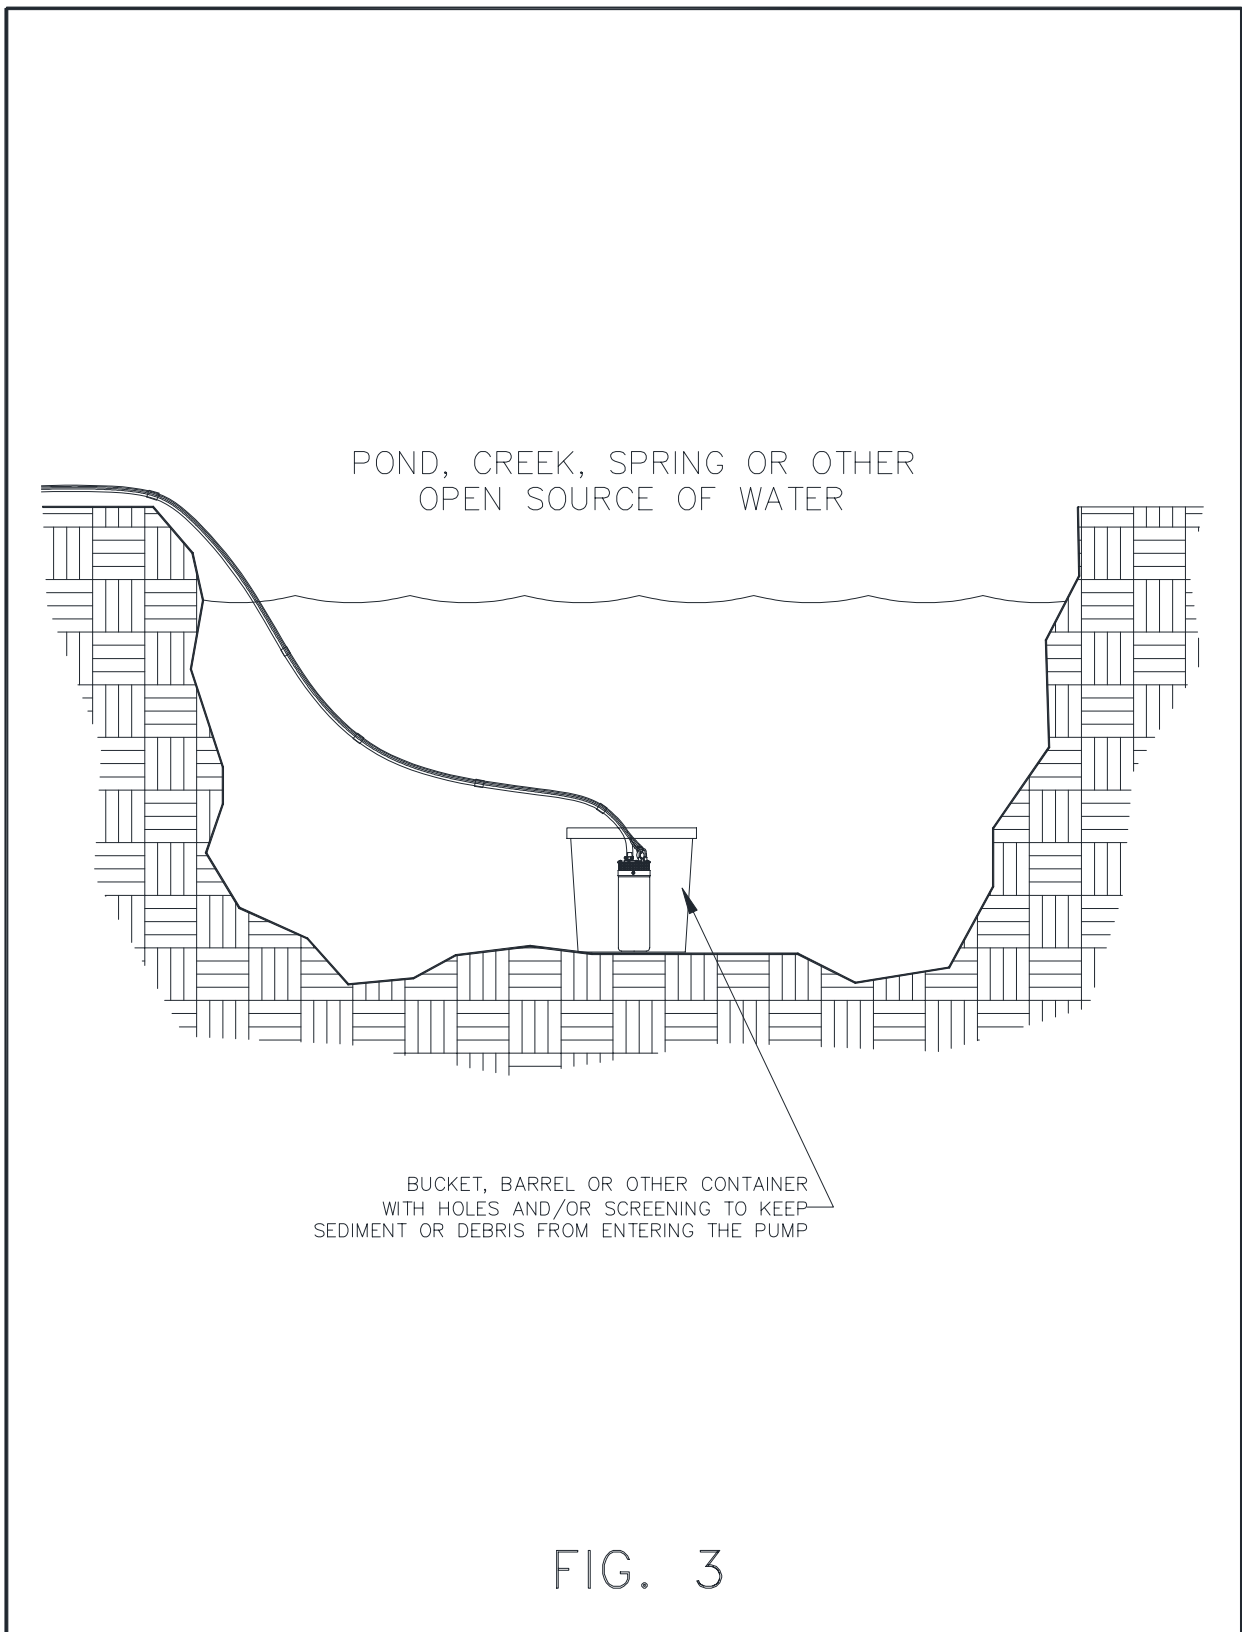 POND, CREEK, SPRING OR OTHER
OPEN SOURCE OF WATER
BUCKET, BARREL OR OTHER CONTAINER
WITH HOLES AND/OR SCREENING TO KEEP
SEDIMENT OR DEBRIS FROM ENTERING THE PUMP
FIG. 3